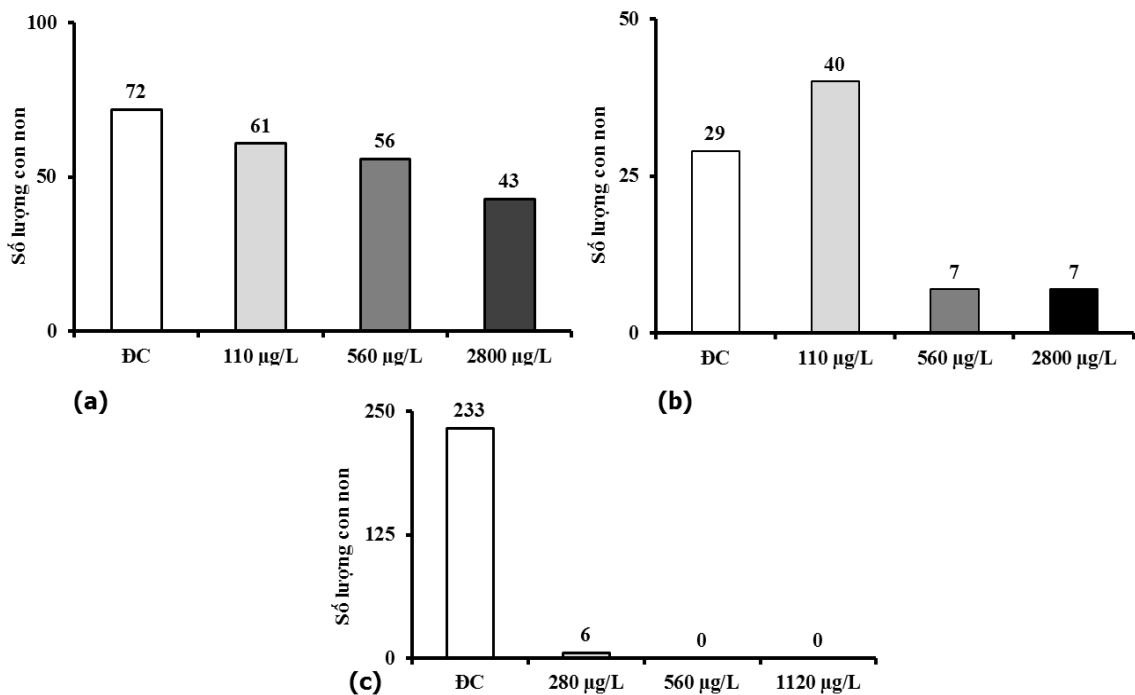 100
72
61
56
50
43
0
Số lượng con non
ĐC 110 µg/L 560 µg/L 2800 µg/L
(a)
50
40
29
25
7 7
0
Số lượng con non
ĐC 110 µg/L 560 µg/L 2800 µg/L
(b)
250
233
125
6 0 0
0
Số lượng con non
ĐC 280 µg/L 560 µg/L 1120 µg/L
(c)